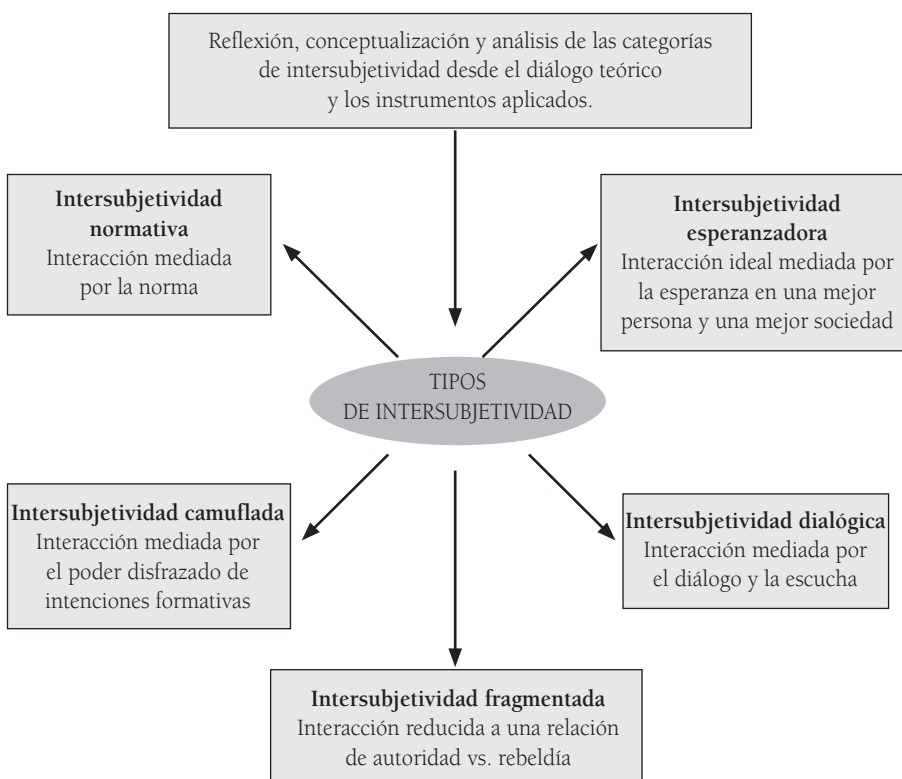 Reflexión, conceptualización y análisis de las categorías
de intersubjetividad desde el diálogo teórico
y los instrumentos aplicados.
Intersubjetividad
normativa
Interacción mediada
por la norma
Intersubjetividad
esperanzadora
Interacción ideal mediada por
la esperanza en una mejor
persona y una mejor sociedad
TIPOS
DE INTERSUBJETIVIDAD
Intersubjetividad camuflada
Interacción mediada por
el poder disfrazado de
intenciones formativas
Intersubjetividad dialógica
Interacción mediada por
el diálogo y la escucha
Intersubjetividad fragmentada
Interacción reducida a una relación
de autoridad vs. rebeldía